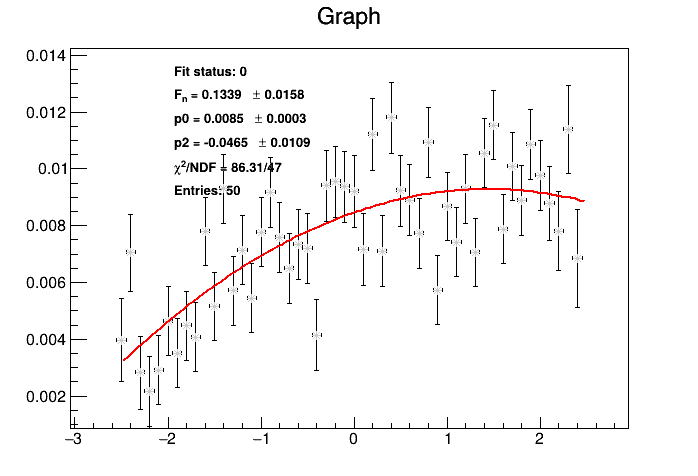 Graph
0.014
0.012
0.01
0.008
0.006
0.004
0.002
Fit status: 0
Fn = 0.1339 ± 0.0158
p0 = 0.0085 ± 0.0003
p2 = -0.0465 ± 0.0109
χ²/NDF = 86.31/47
Entries: 50
−3 −2 −1 0 1 2